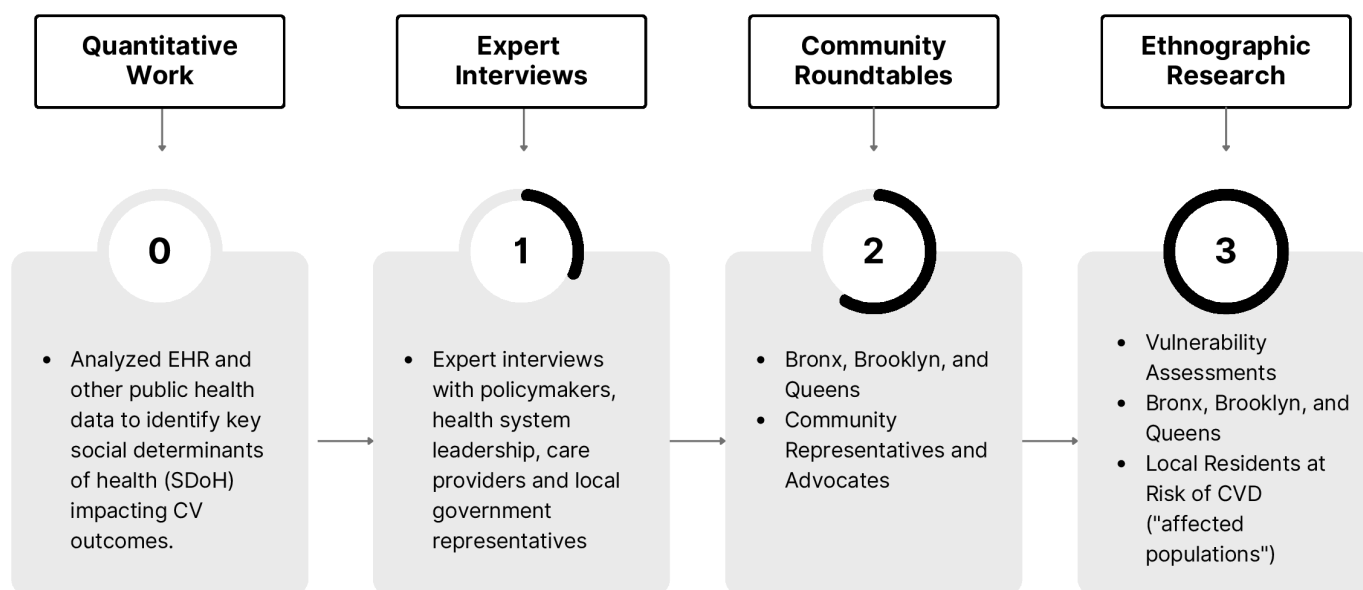 Quantitative
Work
Expert
Interviews
Community
Roundtables
Ethnographic
Research
0
1
2
3
• Analyzed EHR and
other public health
data to identify key
social determinants
of health (SDoH)
impacting CV
outcomes.
• Expert interviews
with policymakers,
health system
leadership, care
providers and local
government
representatives
• Bronx, Brooklyn, and
Queens
• Community
Representatives and
Advocates
• Vulnerability
Assessments
• Bronx, Brooklyn, and
Queens
• Local Residents at
Risk of CVD
("affected
populations")